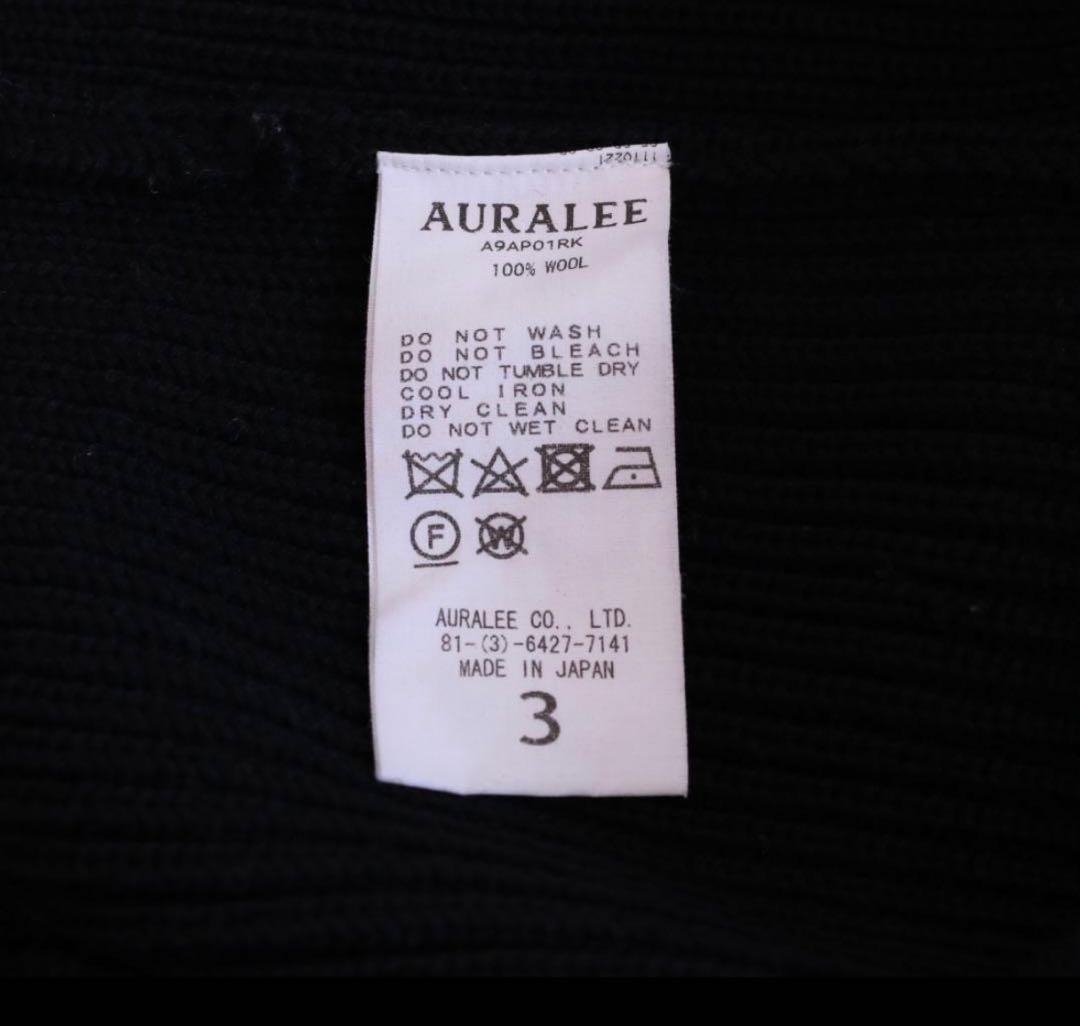 AURALEE
A9AP01RK
100% WOOL
DO NOT WASH
DO NOT BLEACH
DO NOT TUMBLE DRY
COOL IRON
DRY CLEAN
DO NOT WET CLEAN
F W
AURALEE CO., LTD.
81-(3)-6427-7141
MADE IN JAPAN
3